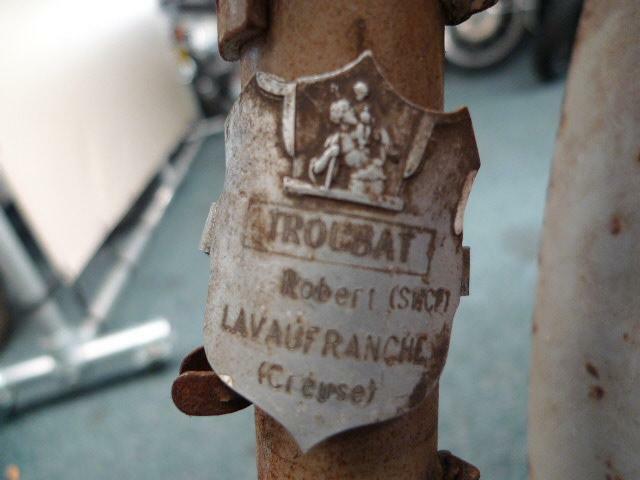 TROUBAT
Robert (SNCF)
LAVAUFRANCHE
(Creuse)